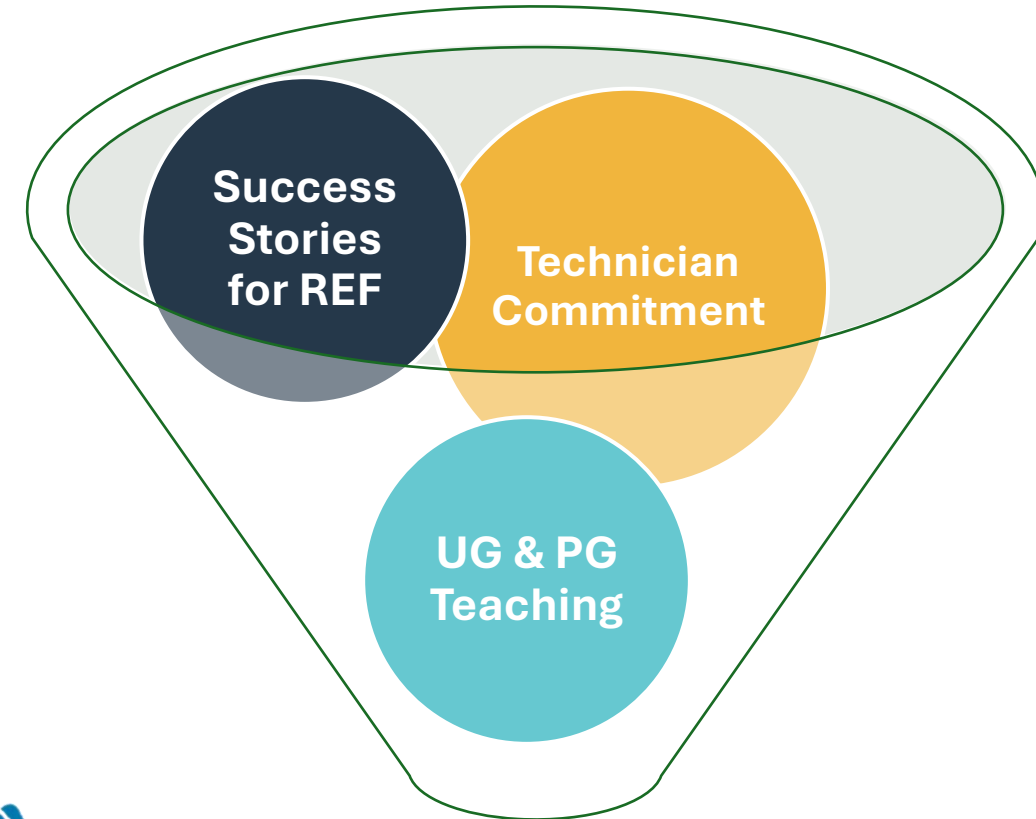 Success
Stories
for REF
Technician
Commitment
UG & PG
Teaching